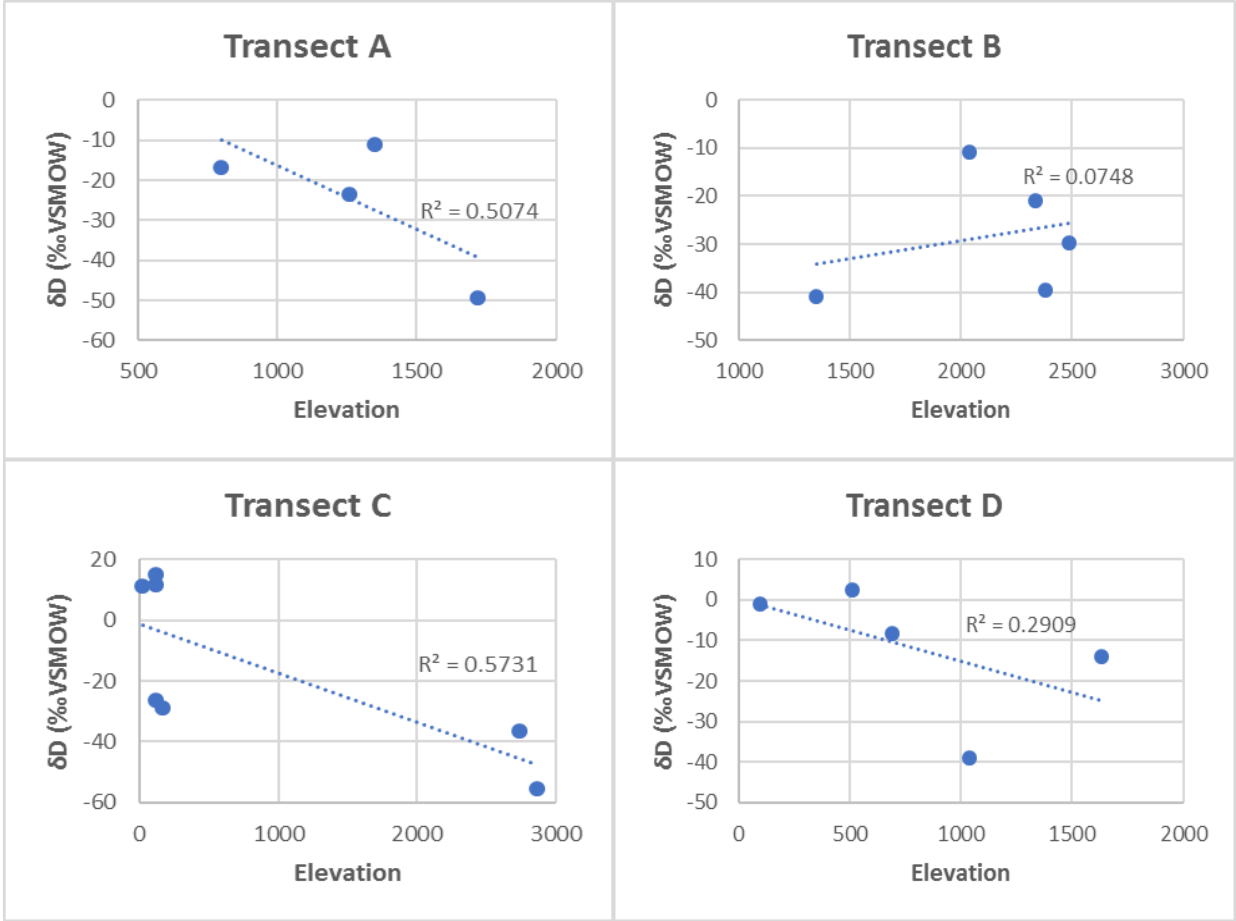 Transect A
0
-10
-20
-30
-40
-50
-60
δD (‰VSMOW)
R² = 0.5074
500 1000 1500 2000
Elevation
Transect B
0
-10
-20
-30
-40
-50
δD (‰VSMOW)
R² = 0.0748
1000 1500 2000 2500 3000
Elevation
Transect C
20
0
-20
-40
-60
δD (‰VSMOW)
R² = 0.5731
0 1000 2000 3000
Elevation
Transect D
10
0
-10
-20
-30
-40
-50
δD (‰VSMOW)
R² = 0.2909
0 500 1000 1500 2000
Elevation